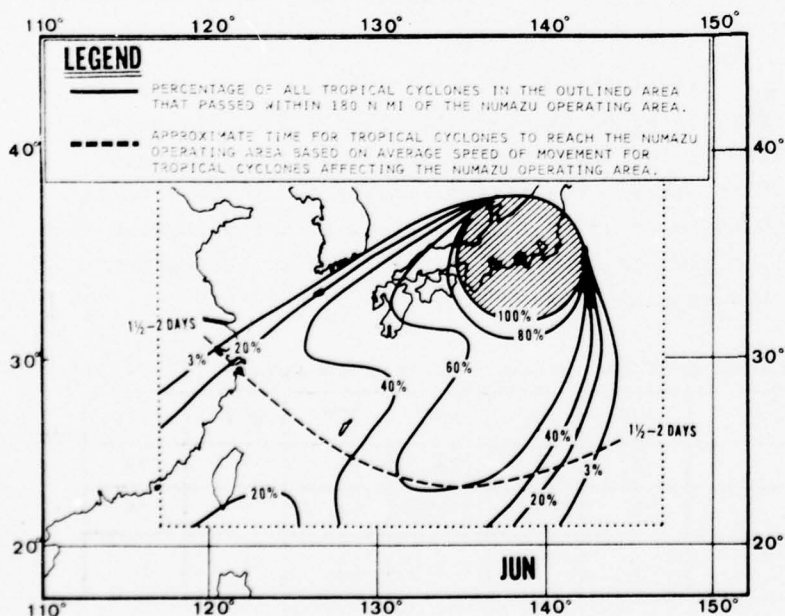 110° 120° 130° 140° 150°
LEGEND
PERCENTAGE OF ALL TROPICAL CYCLONES IN THE OUTLINED AREA
THAT PASSED WITHIN 180 N MI OF THE NUMAZU OPERATING AREA.
APPROXIMATE TIME FOR TROPICAL CYCLONES TO REACH THE NUMAZU
OPERATING AREA BASED ON AVERAGE SPEED OF MOVEMENT FOR
TROPICAL CYCLONES AFFECTING THE NUMAZU OPERATING AREA.
40° 40°
100%
1½-2 DAYS
80%
3% 20% 60%
30° 30°
40%
40% 1½-2 DAYS
3%
20% 20%
20° 20°
JUN
110° 120° 130° 140° 150°